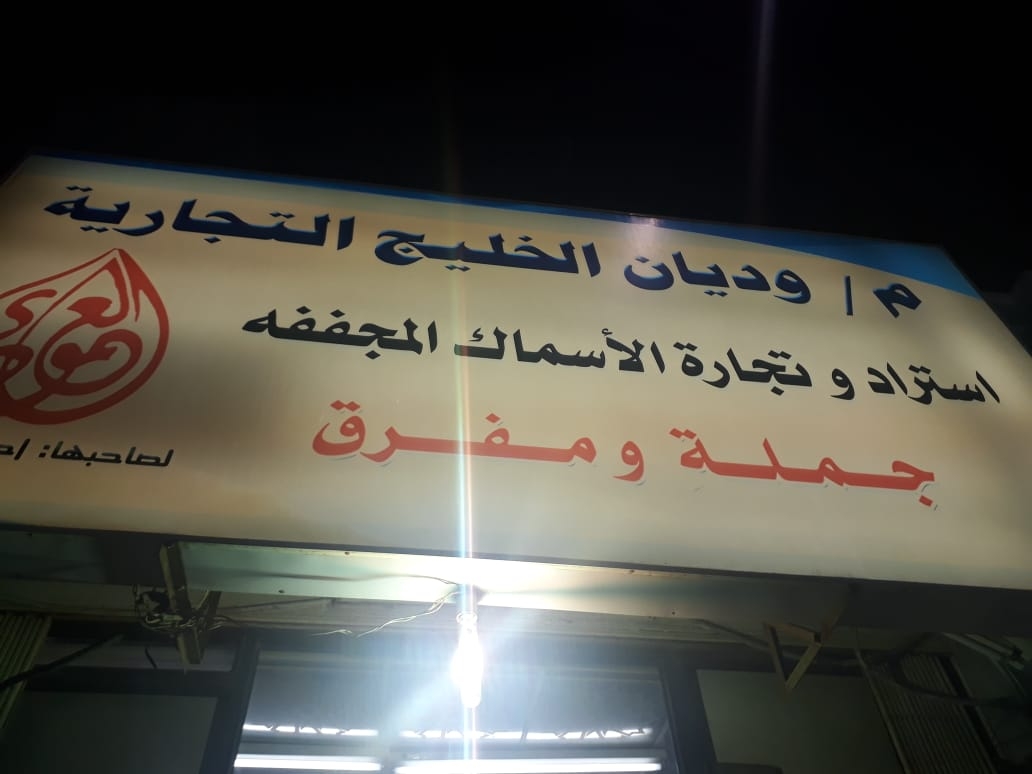 م / وديان الخليج التجارية
استراد و تجارة الأسماك المجففه
جملة و مفرق
لصاحبها: